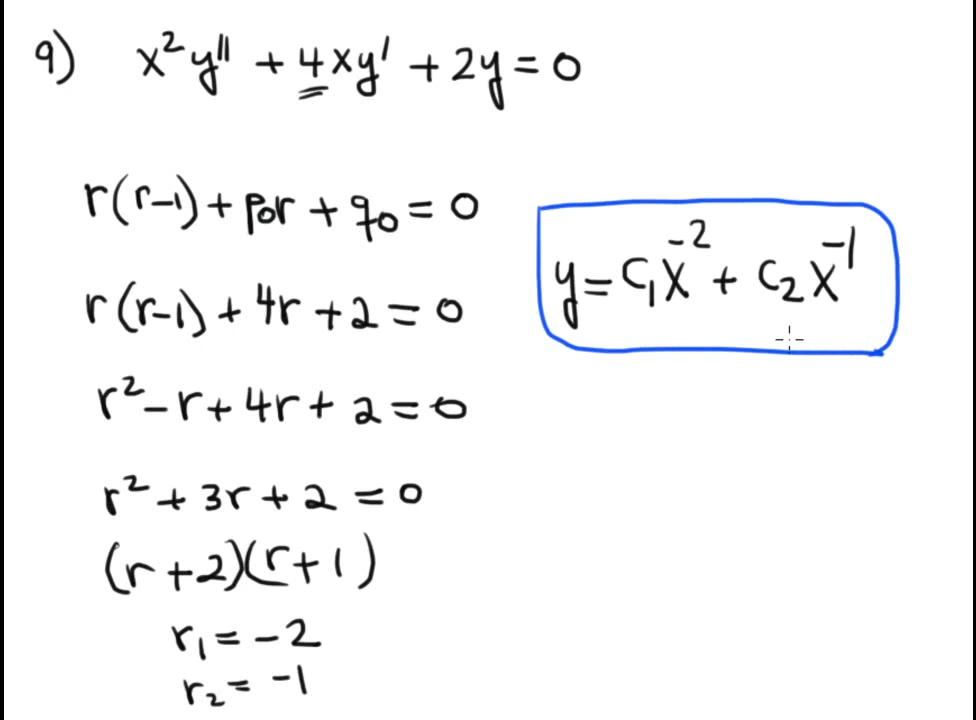 9) x²y'' + 4xy' + 2y = 0
r(r-1) + p₀r + q₀ = 0
y = c₁x⁻² + c₂x⁻¹
r(r-1) + 4r + 2 = 0
r² - r + 4r + 2 = 0
r² + 3r + 2 = 0
(r+2)(r+1)
r₁ = -2
r₂ = -1